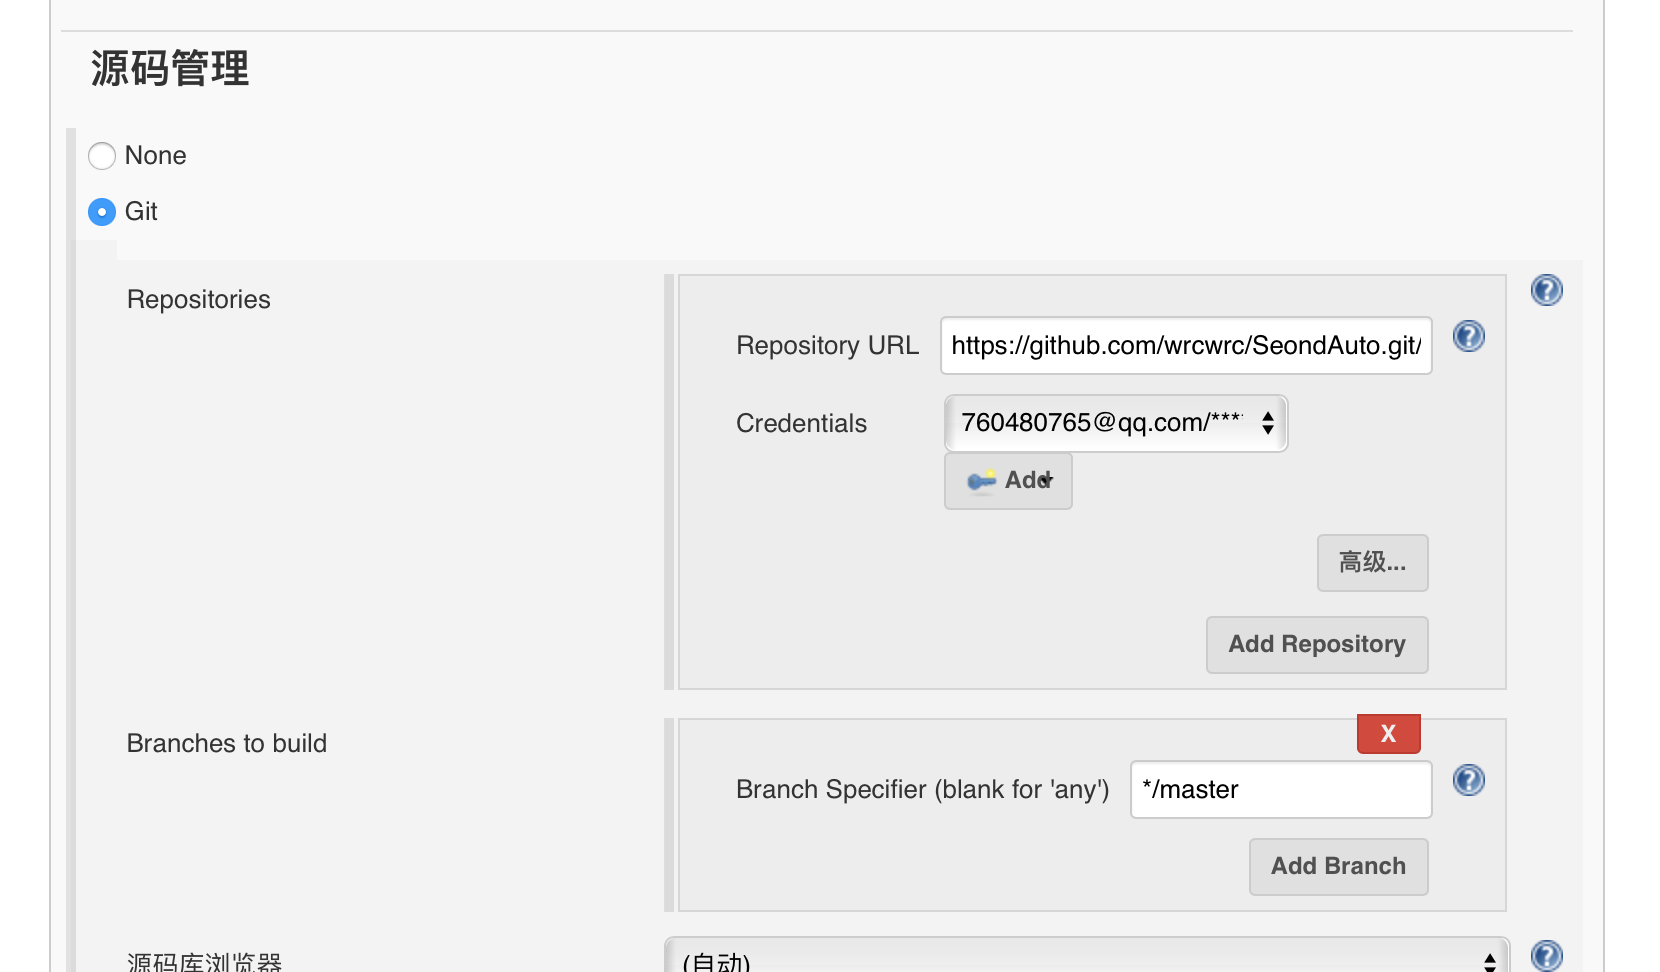 源码管理
None
Git
Repositories
Repository URL
https://github.com/wrcwrc/SeondAuto.git/
Credentials
760480765@qq.com/***
Add
高级...
Add Repository
Branches to build
X
Branch Specifier (blank for 'any')
*/master
Add Branch
源码库浏览器
(自动)